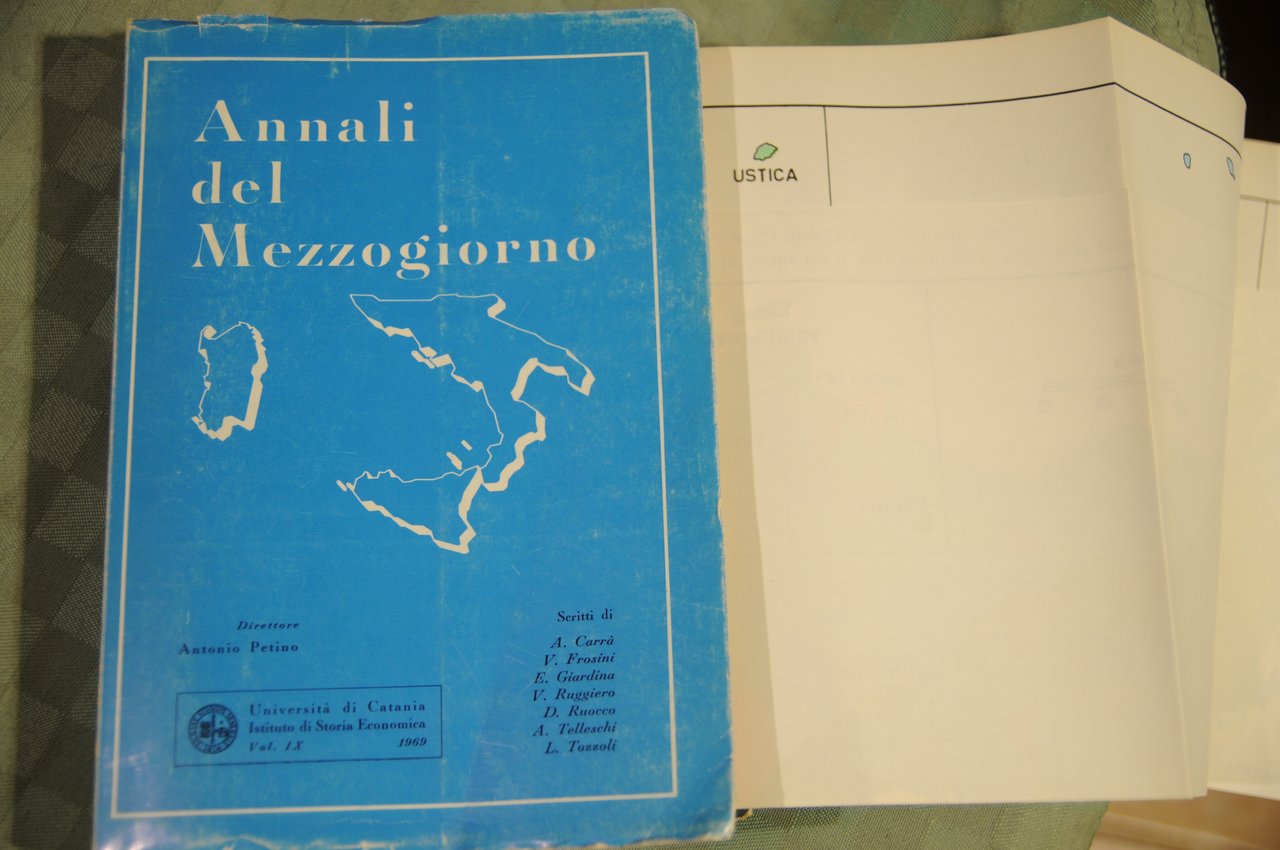 Annali
del
Mezzogiorno
Direttore
Antonio Petino
Università di Catania
Istituto di Storia Economica
Vol. IX 1969
Scritti di
A. Carrà
V. Frosini
E. Giardina
V. Ruggiero
D. Ruocco
A. Telleschi
L. Tozzoli
USTICA